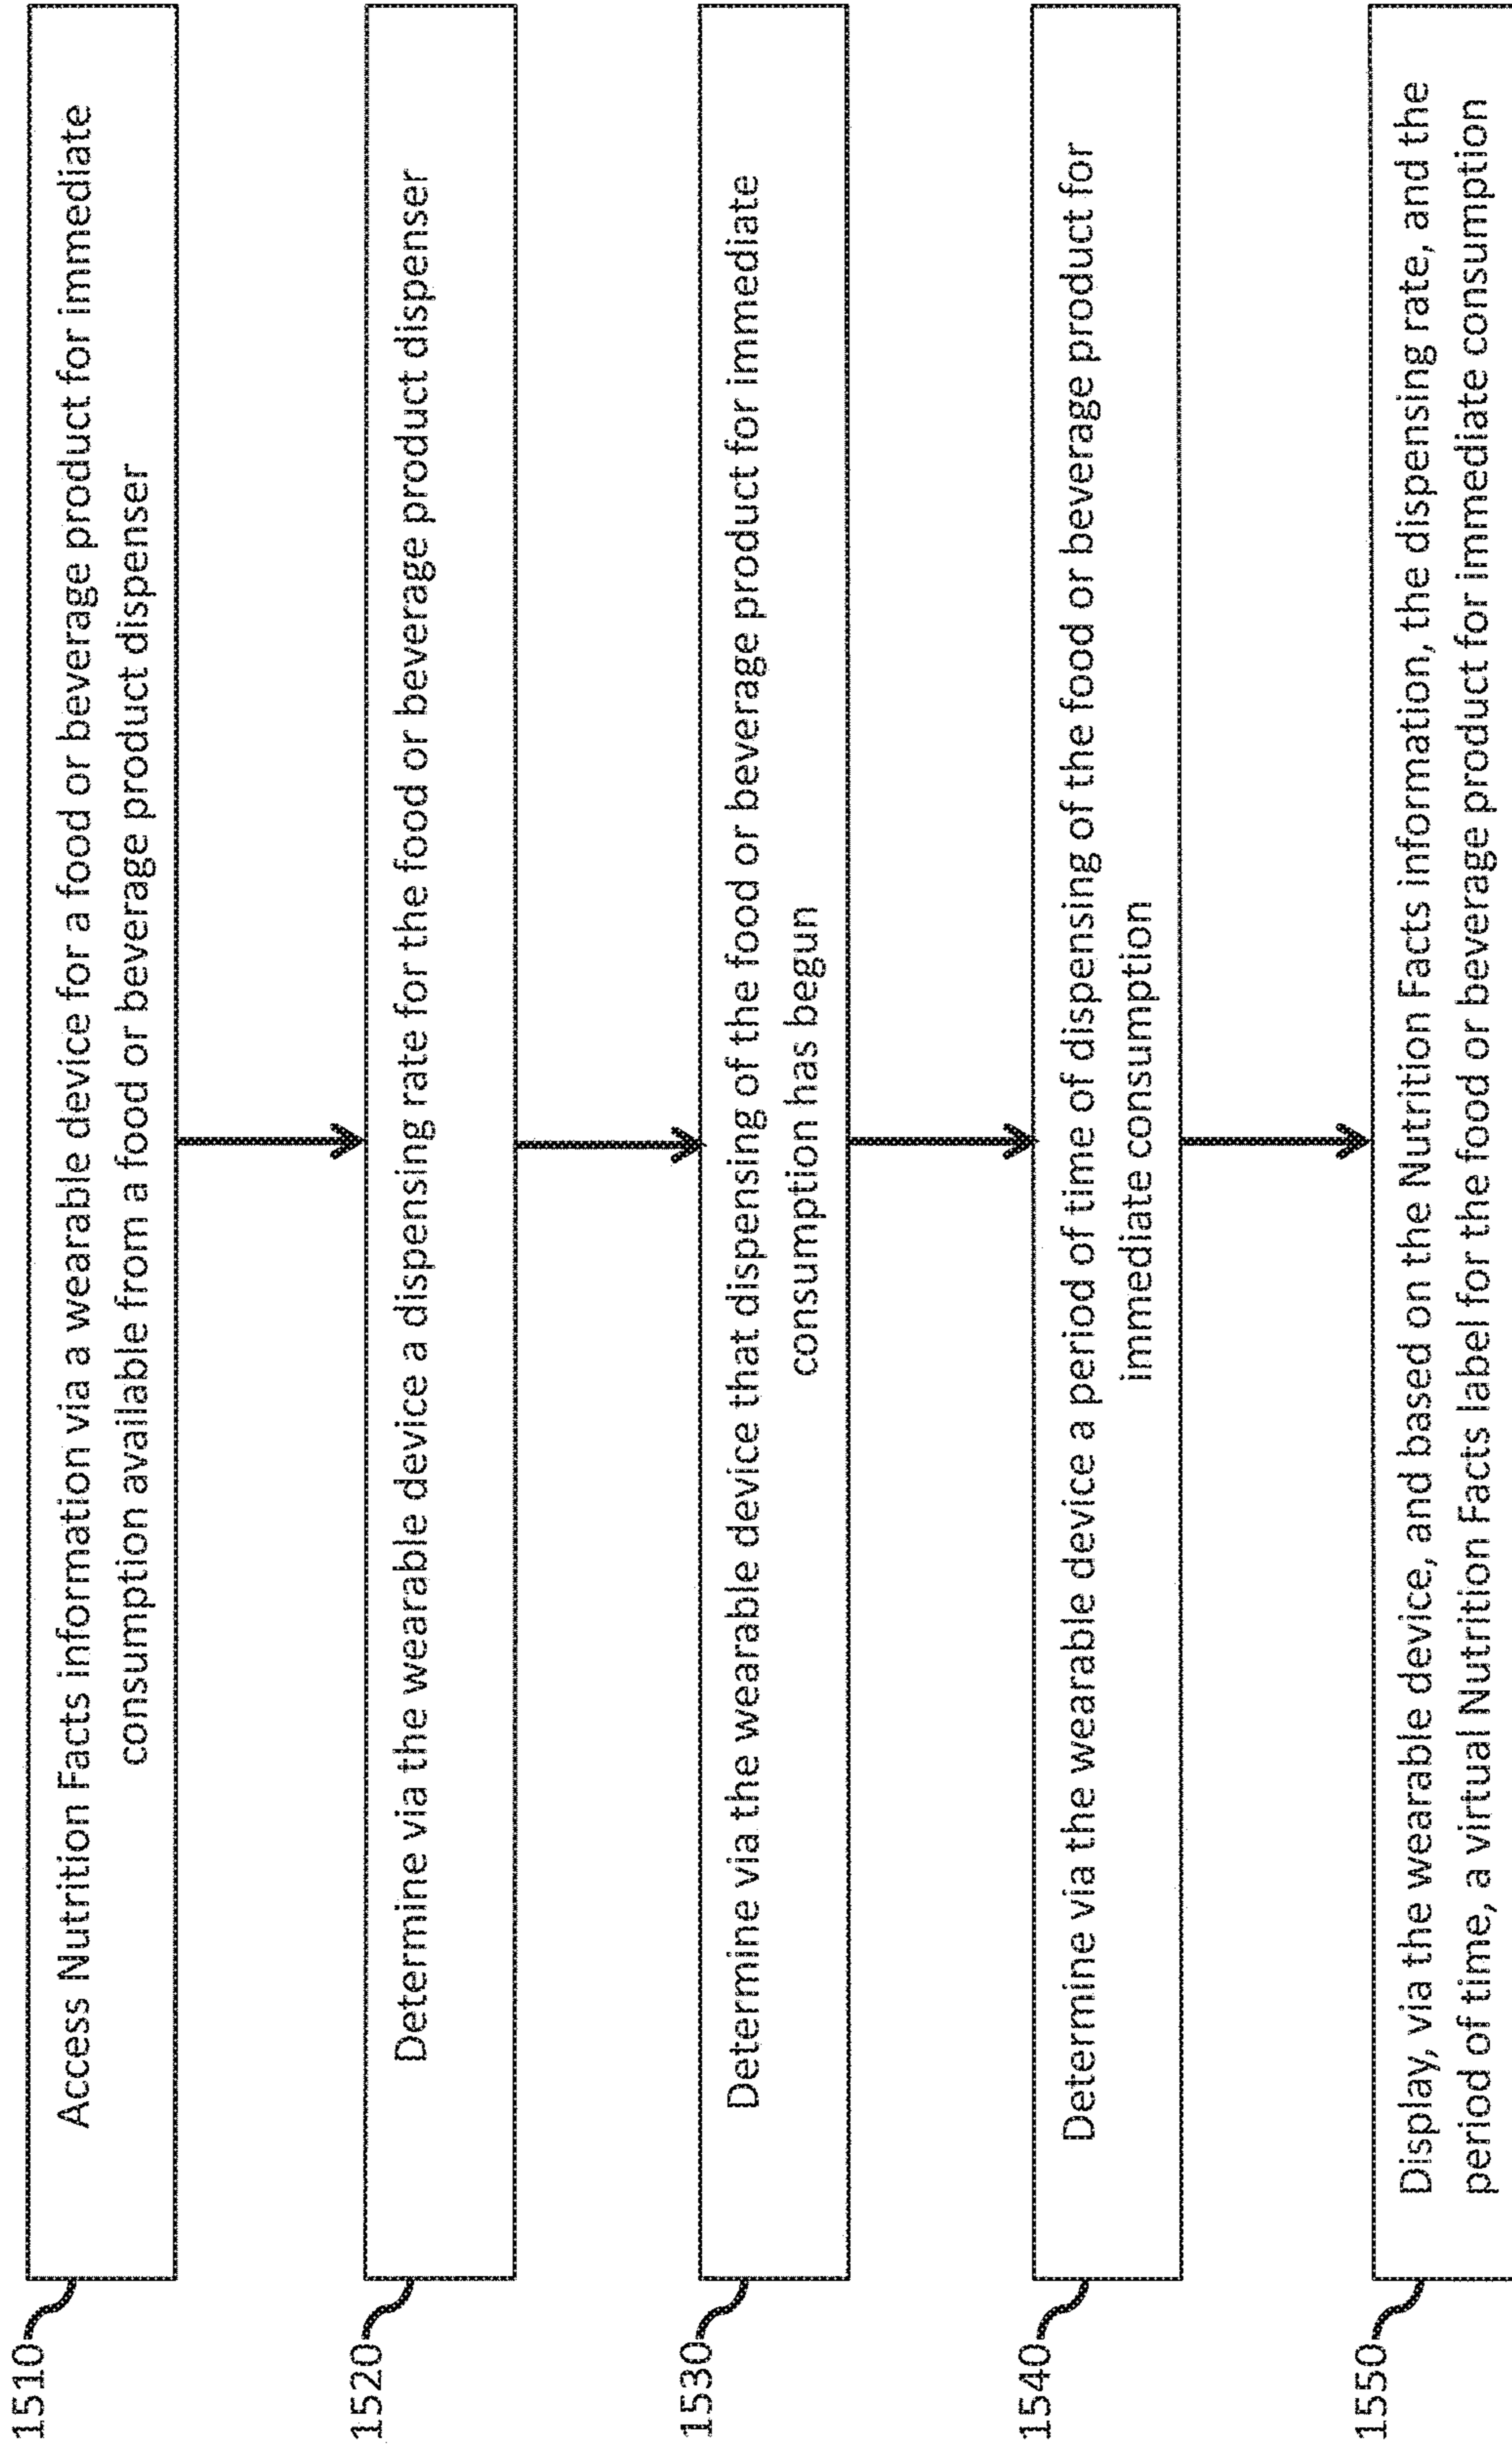 1510
Access Nutrition Facts information via a wearable device for a food or beverage product for immediate
consumption available from a food or beverage product dispenser
1520
Determine via the wearable device a dispensing rate for the food or beverage product dispenser
1530
Determine via the wearable device that dispensing of the food or beverage product for immediate
consumption has begun
1540
Determine via the wearable device a period of time of dispensing of the food or beverage product for
immediate consumption
1550
Display, via the wearable device, and based on the Nutrition Facts information, the dispensing rate, and the
period of time, a virtual Nutrition Facts label for the food or beverage product for immediate consumption